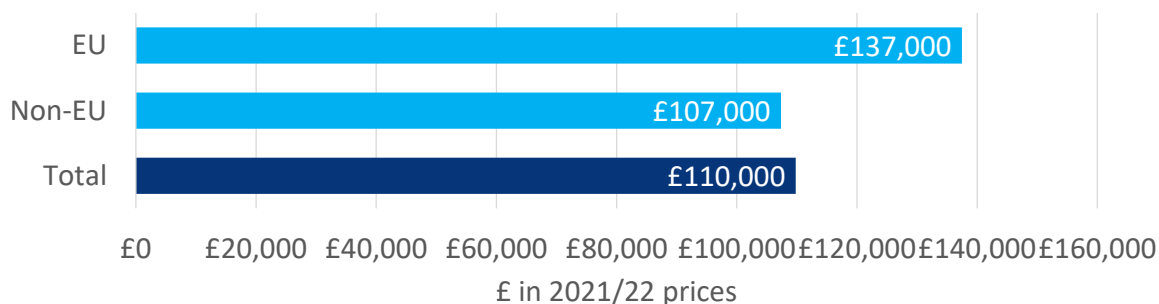 EU £137,000
Non-EU £107,000
Total £110,000
£0 £20,000 £40,000 £60,000 £80,000 £100,000 £120,000 £140,000 £160,000
£ in 2021/22 prices